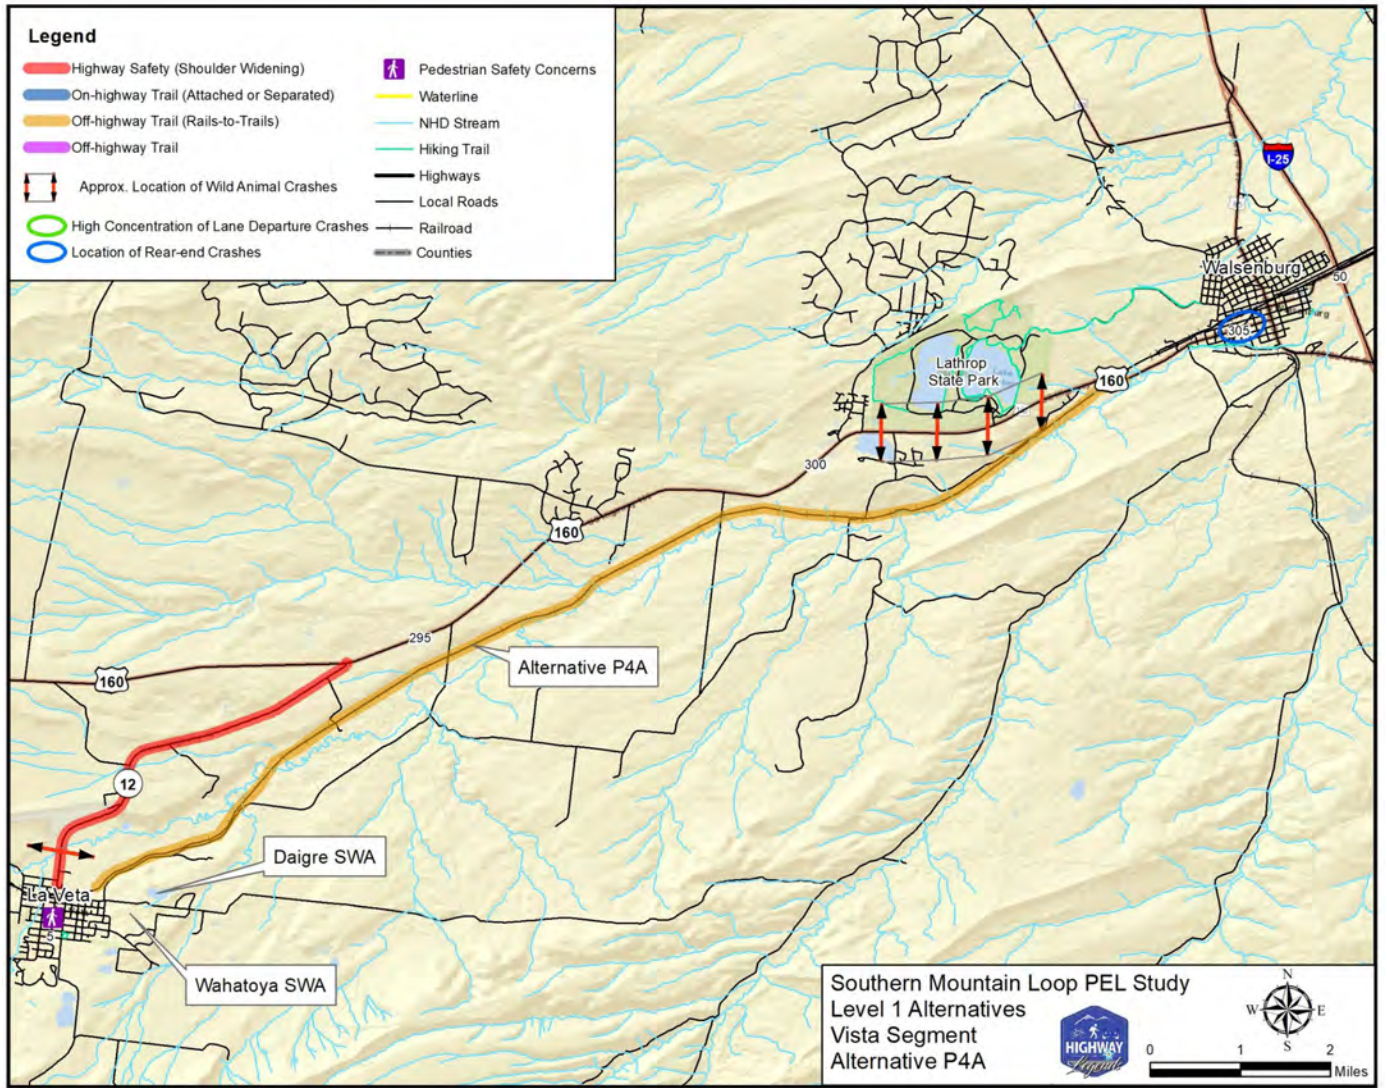 Legend
Highway Safety (Shoulder Widening)
On-highway Trail (Attached or Separated)
Off-highway Trail (Rails-to-Trails)
Off-highway Trail
Approx. Location of Wild Animal Crashes
High Concentration of Lane Departure Crashes
Location of Rear-end Crashes
Pedestrian Safety Concerns
Waterline
NHD Stream
Hiking Trail
Highways
Local Roads
Railroad
Counties
I-25
Walsenburg
50
305
Lathrop
State Park
160
300
160
295
Alternative P4A
160
12
Daigre SWA
La Veta
5
Wahatoya SWA
Southern Mountain Loop PEL Study
Level 1 Alternatives
Vista Segment
Alternative P4A
HIGHWAY
Legends
N
W
E
S
0 1 2
Miles